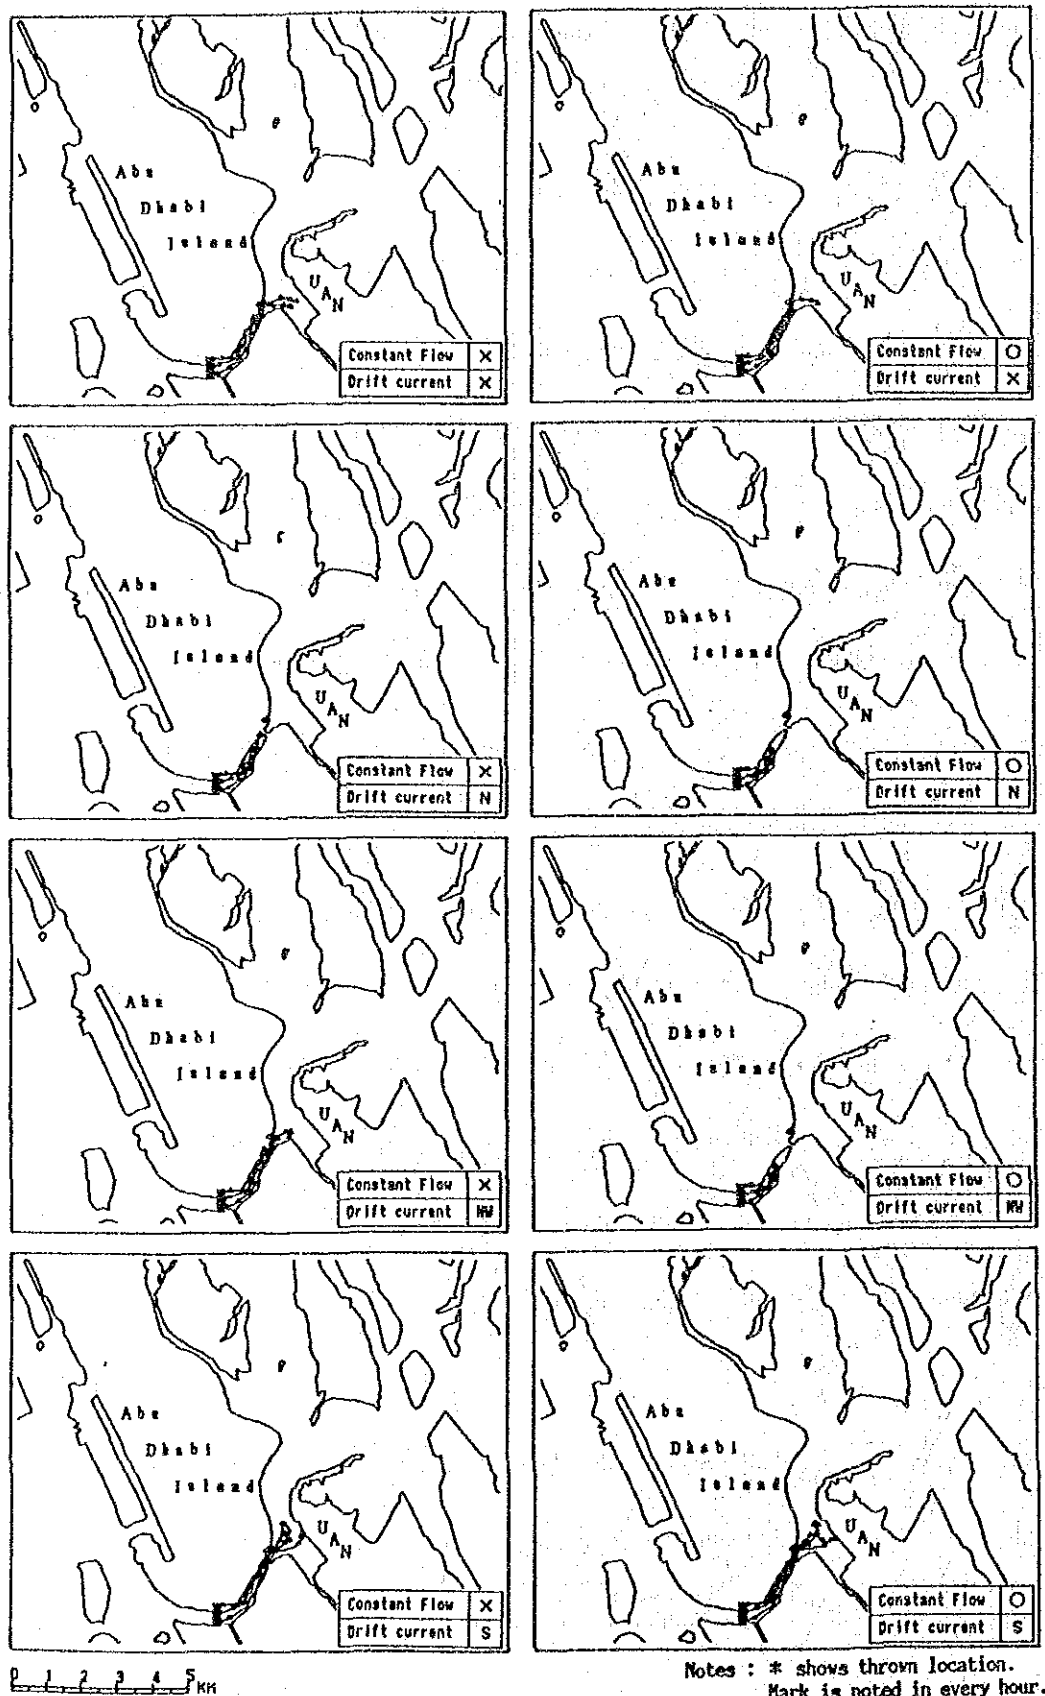 Abu
Dhabi
Island
U A N
Constant Flow X
Drift current X
Abu
Dhabi
Island
U A N
Constant Flow O
Drift current X
Abu
Dhabi
Island
U A N
Constant Flow X
Drift current N
Abu
Dhabi
Island
U A N
Constant Flow O
Drift current N
Abu
Dhabi
Island
U A N
Constant Flow X
Drift current NW
Abu
Dhabi
Island
U A N
Constant Flow O
Drift current NW
Abu
Dhabi
Island
U A N
Constant Flow X
Drift current S
Abu
Dhabi
Island
U A N
Constant Flow O
Drift current S
0 1 2 3 4 5 KM
Notes : * shows thrown location.
Mark is noted in every hour.